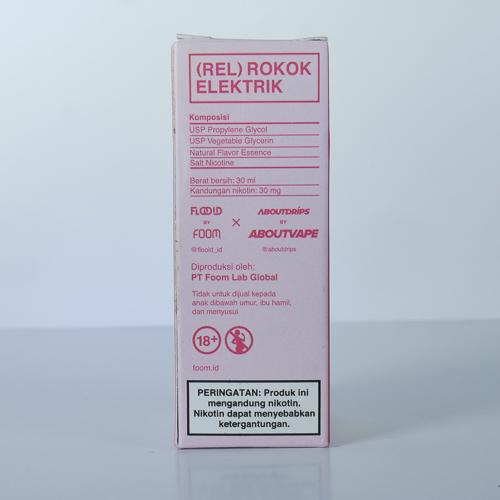 (REL) ROKOK
ELEKTRIK
Komposisi
USP Propylene Glycol
USP Vegetable Glycerin
Natural Flavor Essence
Salt Nicotine
Berat bersih: 30 ml
Kandungan nikotin: 30 mg
FLOOID
BY
FOOM
@flooid_id
×
ABOUTDRIPS
BY
ABOUTVAPE
@aboutdrips
Diproduksi oleh:
PT Foom Lab Global
Tidak untuk dijual kepada
anak dibawah umur, ibu hamil,
dan menyusui
18+
foom.id
PERINGATAN: Produk ini
mengandung nikotin.
Nikotin dapat menyebabkan
ketergantungan.